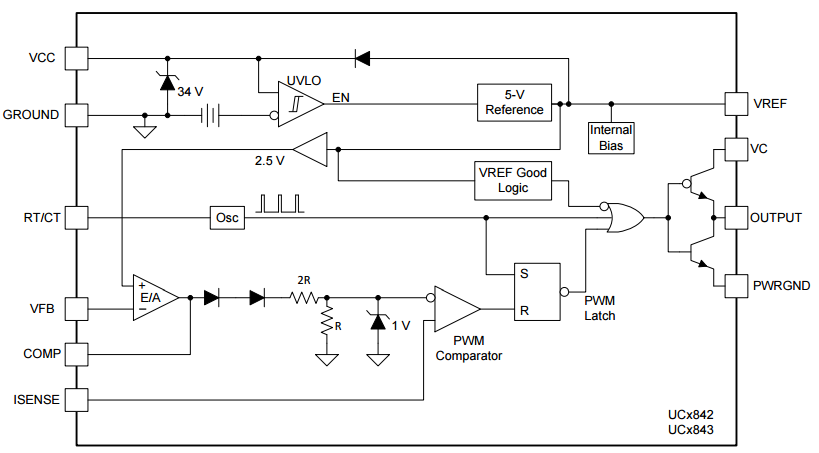 VCC
34 V
UVLO
EN
5-V
Reference
GROUND
VREF
Internal
Bias
VC
2.5 V
VREF Good
Logic
RT/CT
Osc
OUTPUT
S
R
PWM
Latch
PWRGND
+
E/A
−
2R
R
1 V
VFB
COMP
PWM
Comparator
ISENSE
UCx842
UCx843